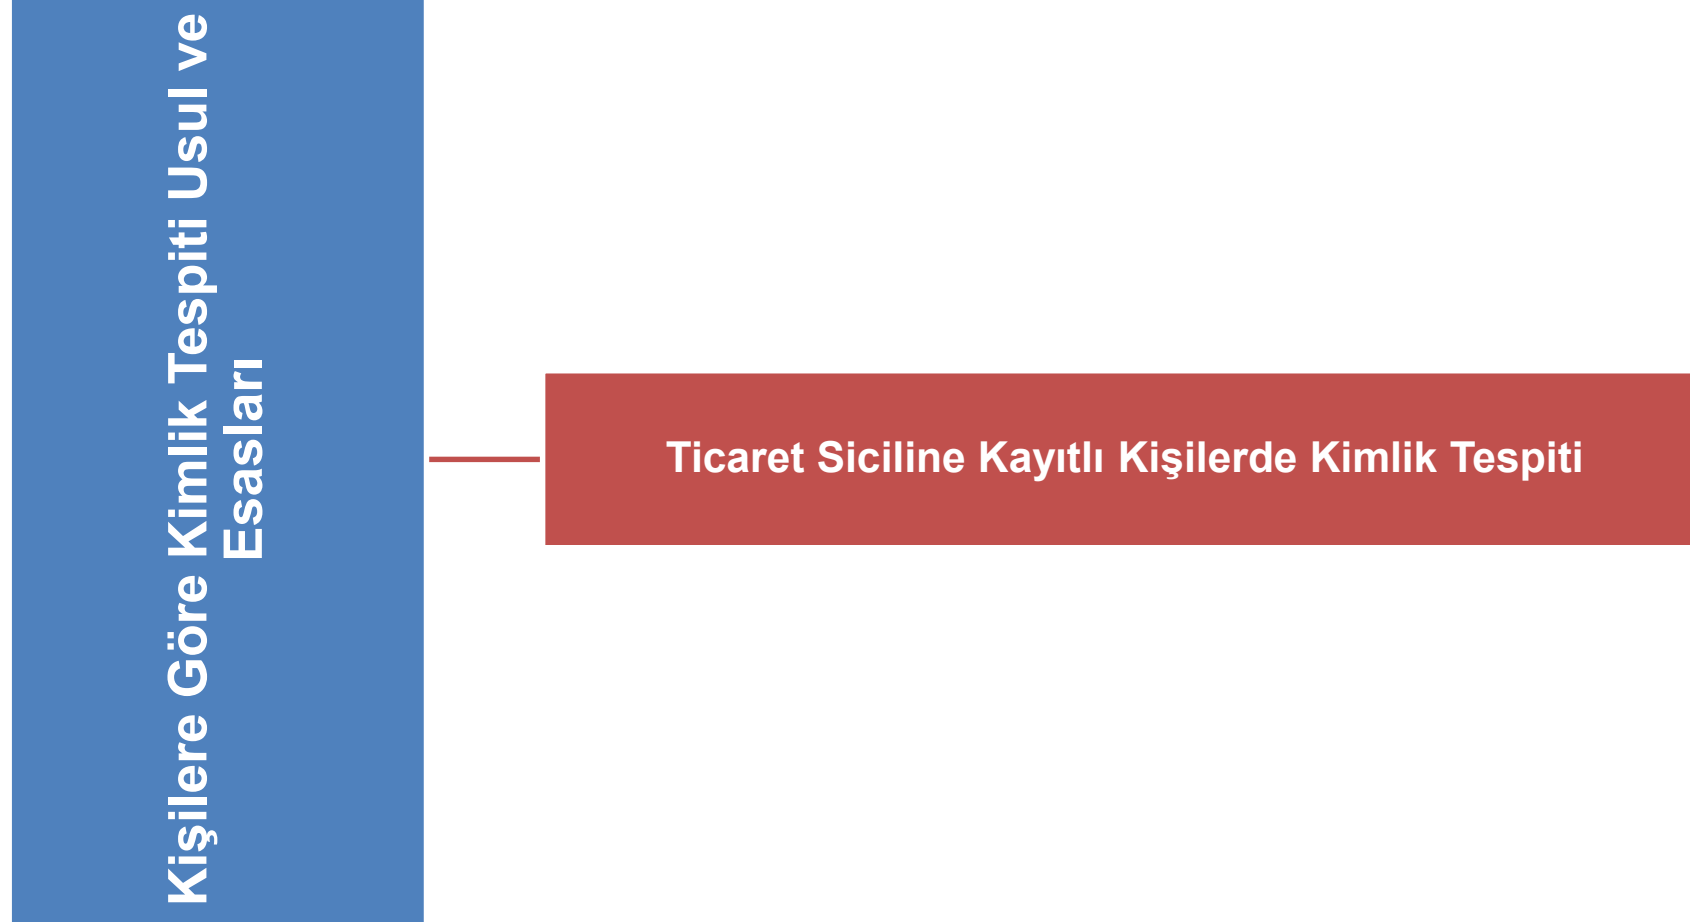 Kişilere Göre Kimlik Tespiti Usul ve
Esasları
Ticaret Siciline Kayıtlı Kişilerde Kimlik Tespiti